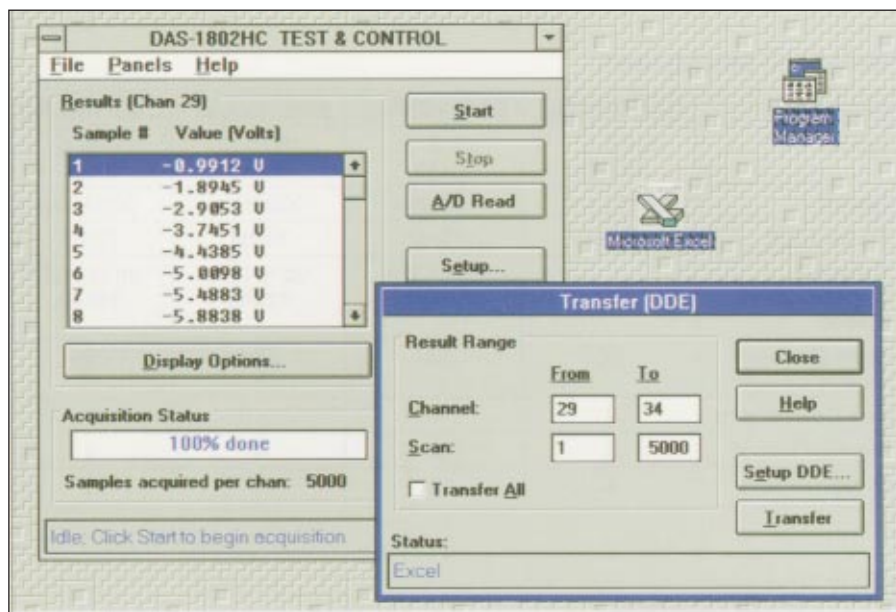 DAS-1802HC TEST & CONTROL
File Panels Help
Results (Chan 29)
Sample # Value (Volts)
1 -0.9912 V
2 -1.8945 V
3 -2.9053 V
4 -3.7451 V
5 -4.4385 V
6 -5.0098 V
7 -5.4883 V
8 -5.8838 V
Display Options...
Acquisition Status
100% done
Samples acquired per chan: 5000
Idle; Click Start to begin acquisition
Start
Stop
A/D Read
Setup...
Program
Manager
Microsoft Excel
Transfer (DDE)
Result Range
From To
Channel: 29 34
Scan: 1 5000
Transfer All
Close
Help
Setup DDE...
Transfer
Status:
Excel